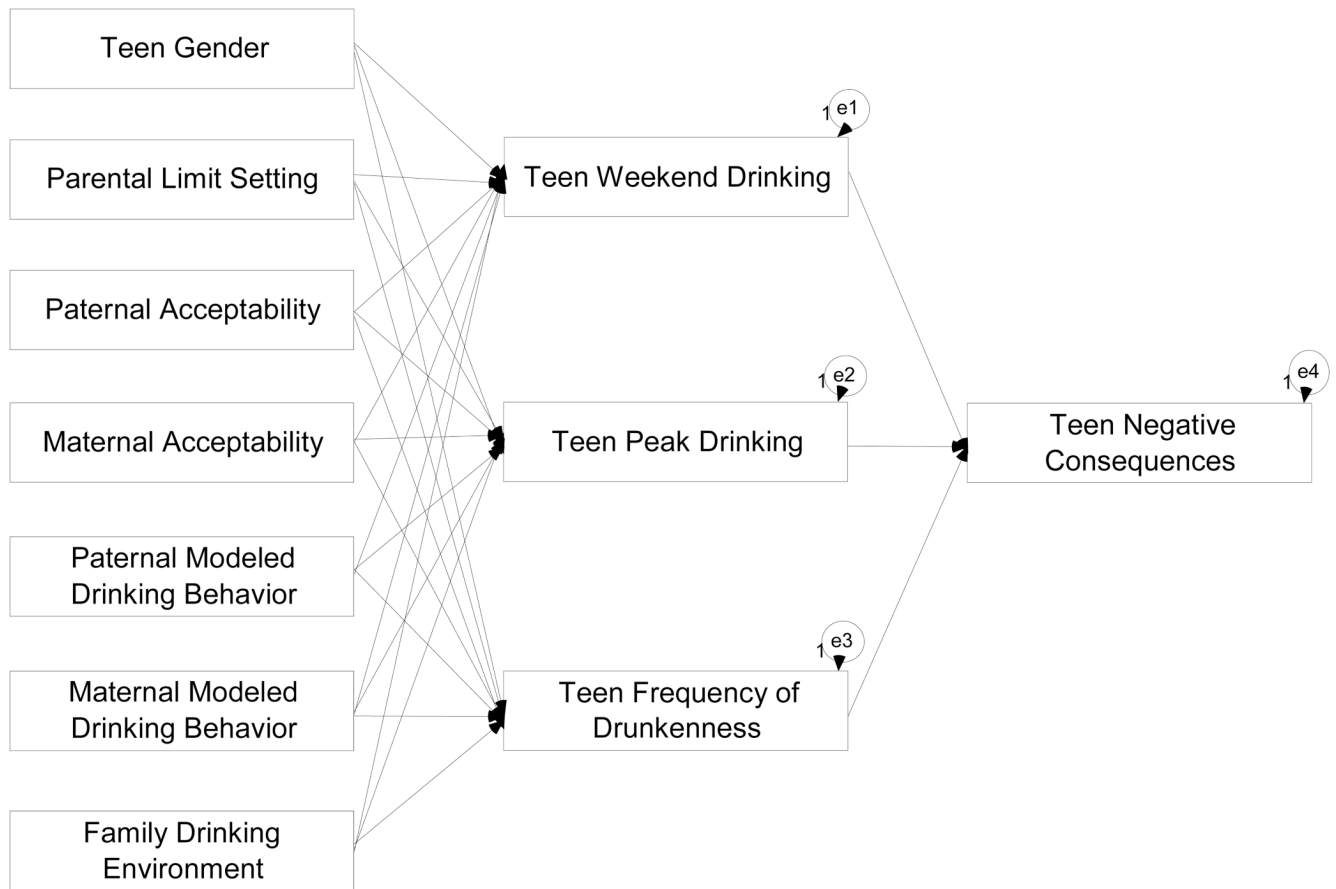 Teen Gender
Parental Limit Setting
Paternal Acceptability
Maternal Acceptability
Paternal Modeled
Drinking Behavior
Maternal Modeled
Drinking Behavior
Family Drinking
Environment
1 e1
Teen Weekend Drinking
1 e2
Teen Peak Drinking
1 e3
Teen Frequency of
Drunkenness
1 e4
Teen Negative
Consequences